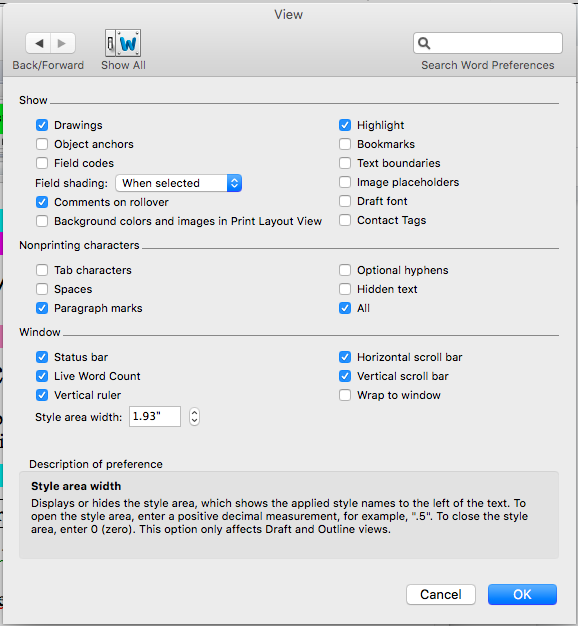 View
Back/Forward Show All Search Word Preferences
Show
Drawings Highlight
Object anchors Bookmarks
Field codes Text boundaries
Field shading: When selected Image placeholders
Comments on rollover Draft font
Background colors and images in Print Layout View Contact Tags
Nonprinting characters
Tab characters Optional hyphens
Spaces Hidden text
Paragraph marks All
Window
Status bar Horizontal scroll bar
Live Word Count Vertical scroll bar
Vertical ruler Wrap to window
Style area width: 1.93"
Description of preference
Style area width
Displays or hides the style area, which shows the applied style names to the left of the text. To
open the style area, enter a positive decimal measurement, for example, ".5". To close the style
area, enter 0 (zero). This option only affects Draft and Outline views.
Cancel OK